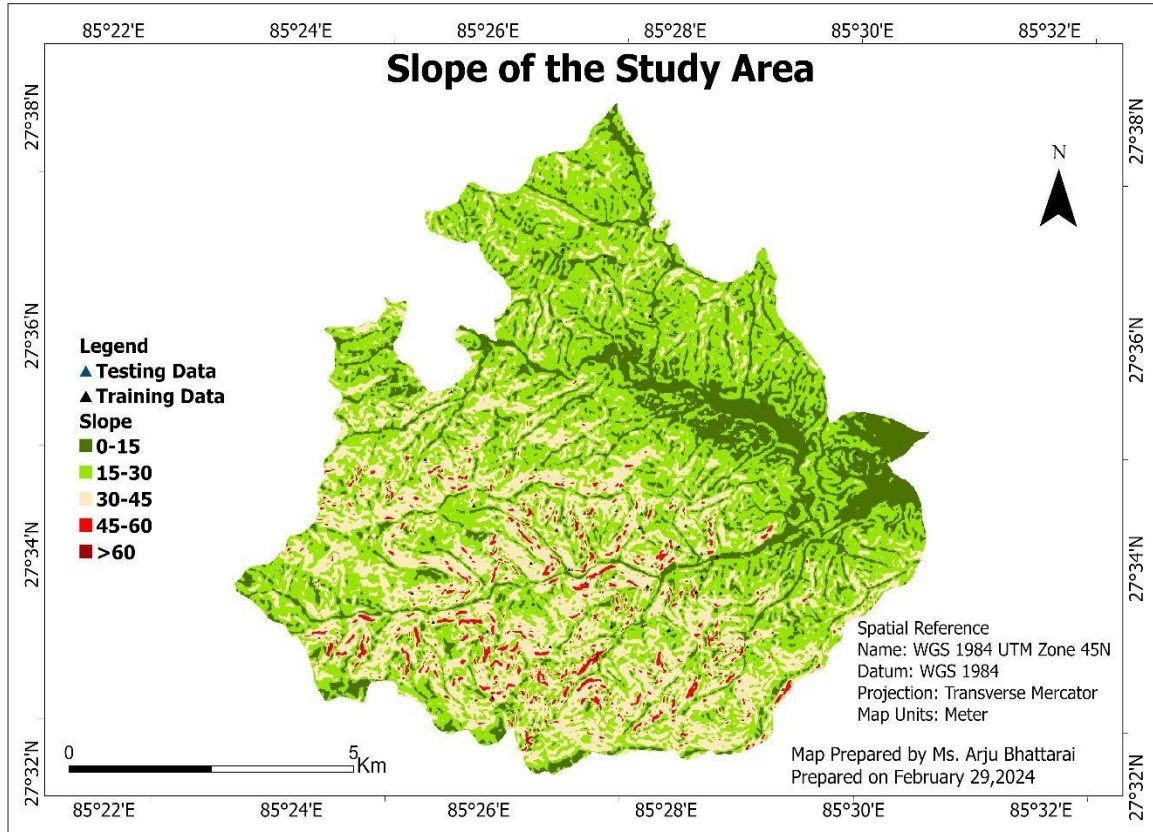 85°22'E 85°24'E 85°26'E 85°28'E 85°30'E 85°32'E
Slope of the Study Area
27°38'N
27°38'N
N
27°36'N
27°36'N
Legend
Testing Data
Training Data
Slope
0-15
15-30
30-45
45-60
>60
27°34'N
27°34'N
Spatial Reference
Name: WGS 1984 UTM Zone 45N
Datum: WGS 1984
Projection: Transverse Mercator
Map Units: Meter
0 5
Km
Map Prepared by Ms. Arju Bhattarai
Prepared on February 29,2024
27°32'N
27°32'N
85°22'E 85°24'E 85°26'E 85°28'E 85°30'E 85°32'E